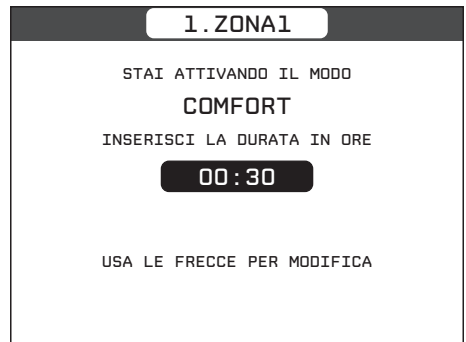 1.ZONA1
STAI ATTIVANDO IL MODO
COMFORT
INSERISCI LA DURATA IN ORE
00:30
USA LE FRECCE PER MODIFICA